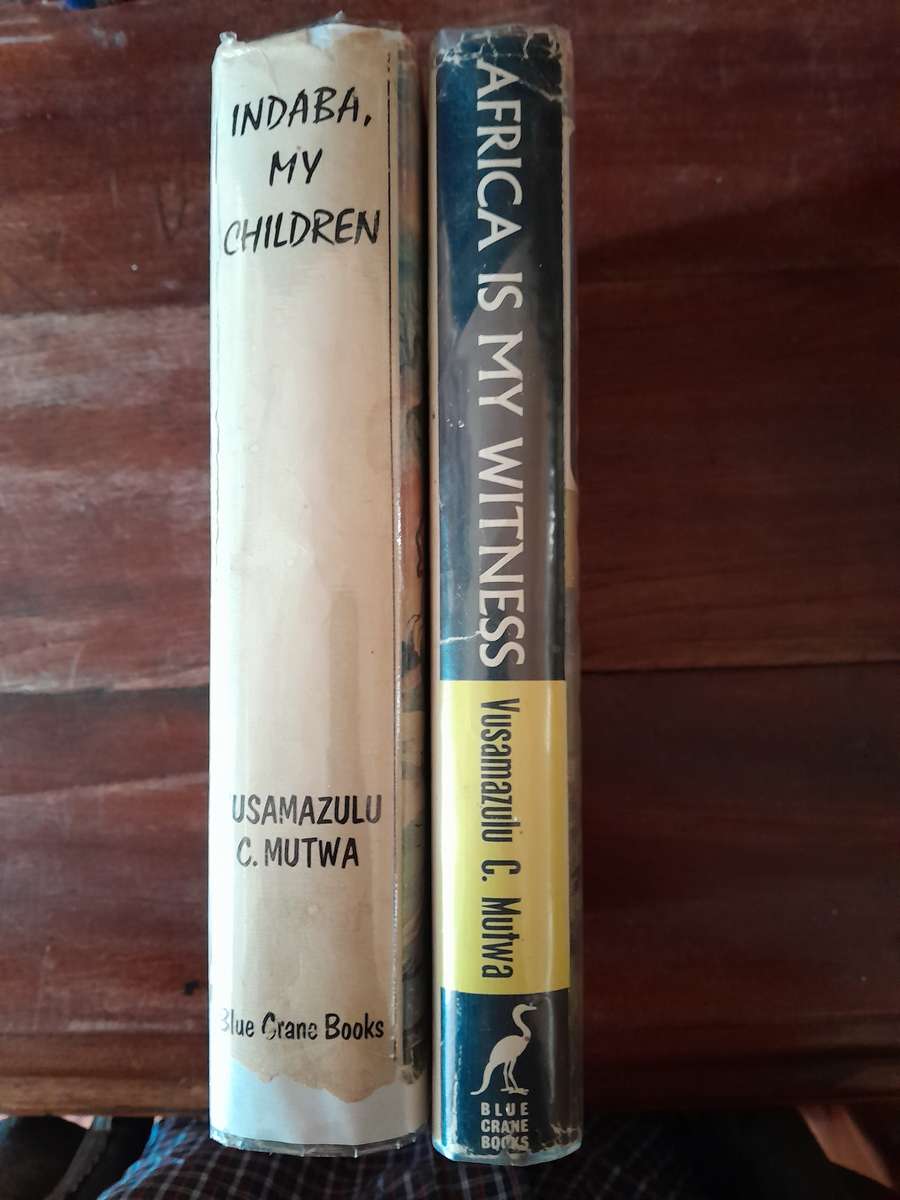 INDABA,
MY
CHILDREN
USAMAZULU
C. MUTWA
Blue Crane Books
AFRICA IS MY WITNESS Vusamazulu C. Mutwa
BLUE
CRANE
BOOKS